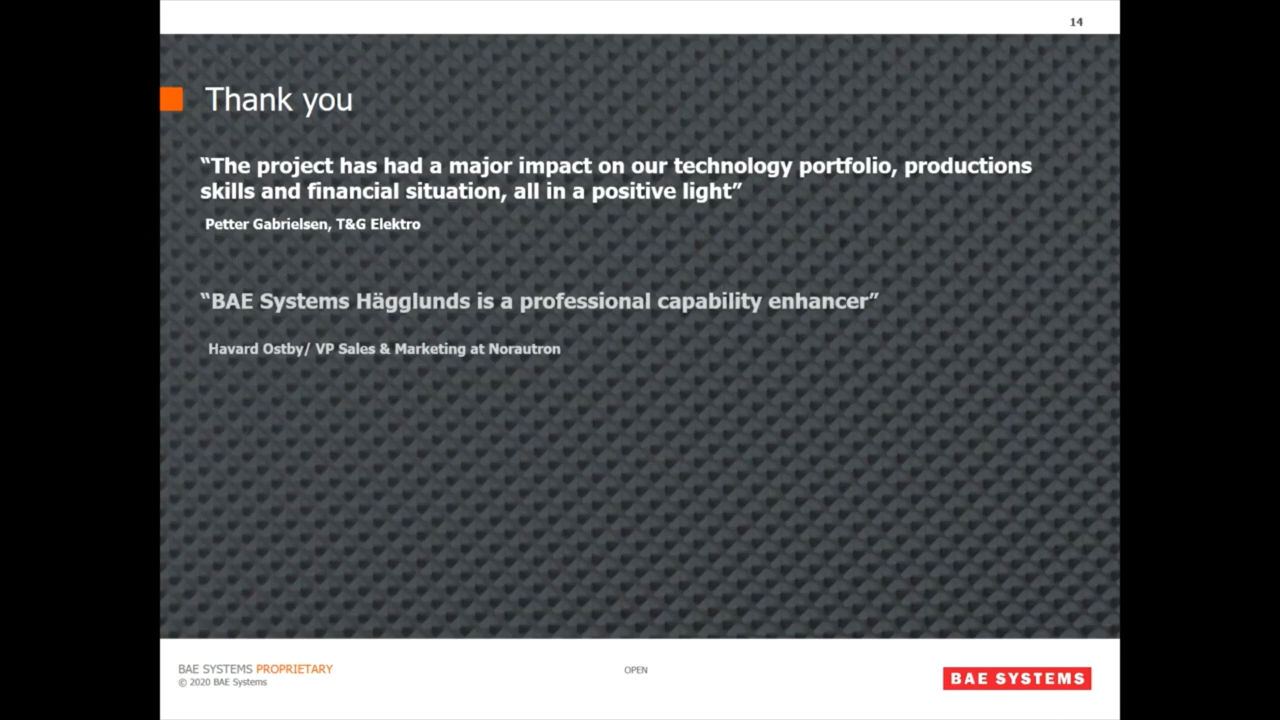 14
Thank you
“The project has had a major impact on our technology portfolio, productions
skills and financial situation, all in a positive light”
Petter Gabrielsen, T&G Elektro
“BAE Systems Hägglunds is a professional capability enhancer”
Havard Ostby/ VP Sales & Marketing at Norautron
BAE SYSTEMS PROPRIETARY
© 2020 BAE Systems
OPEN
BAE SYSTEMS